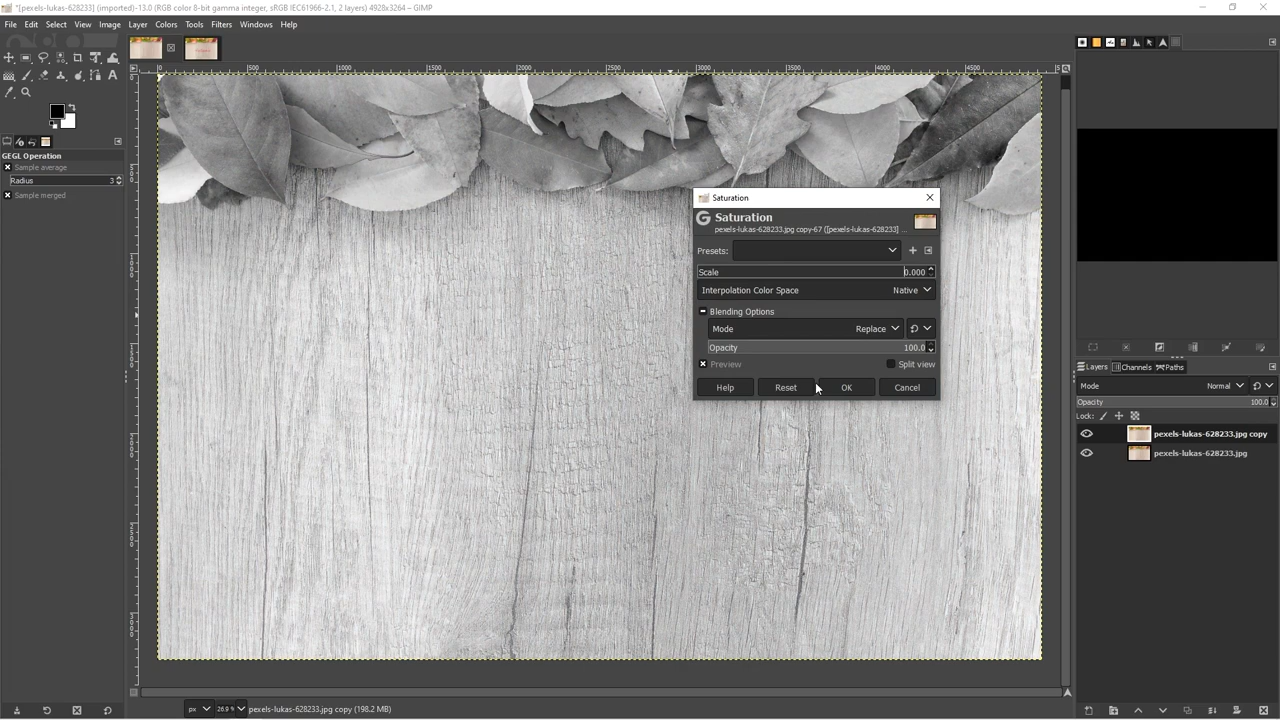 *[pexels-lukas-628233] (imported)-13.0 (RGB color 8-bit gamma integer, sRGB IEC61966-2.1, 2 layers) 4928x3264 – GIMP
File Edit Select View Image Layer Colors Tools Filters Windows Help
0 500 1000 1500 2000 2500 3000 3500 4000 4500
GEGL Operation
Sample average
Radius 3
Sample merged
Saturation
Saturation
pexels-lukas-628233.jpg copy-67 ([pexels-lukas-628233] ...
Presets:
Scale 0.000
Interpolation Color Space Native
Blending Options
Mode Replace
Opacity 100.0
Preview Split view
Help Reset OK Cancel
Layers Channels Paths
Mode Normal
Opacity 100.0
Lock:
pexels-lukas-628233.jpg copy
pexels-lukas-628233.jpg
px 26.9 % pexels-lukas-628233.jpg copy (198.2 MB)